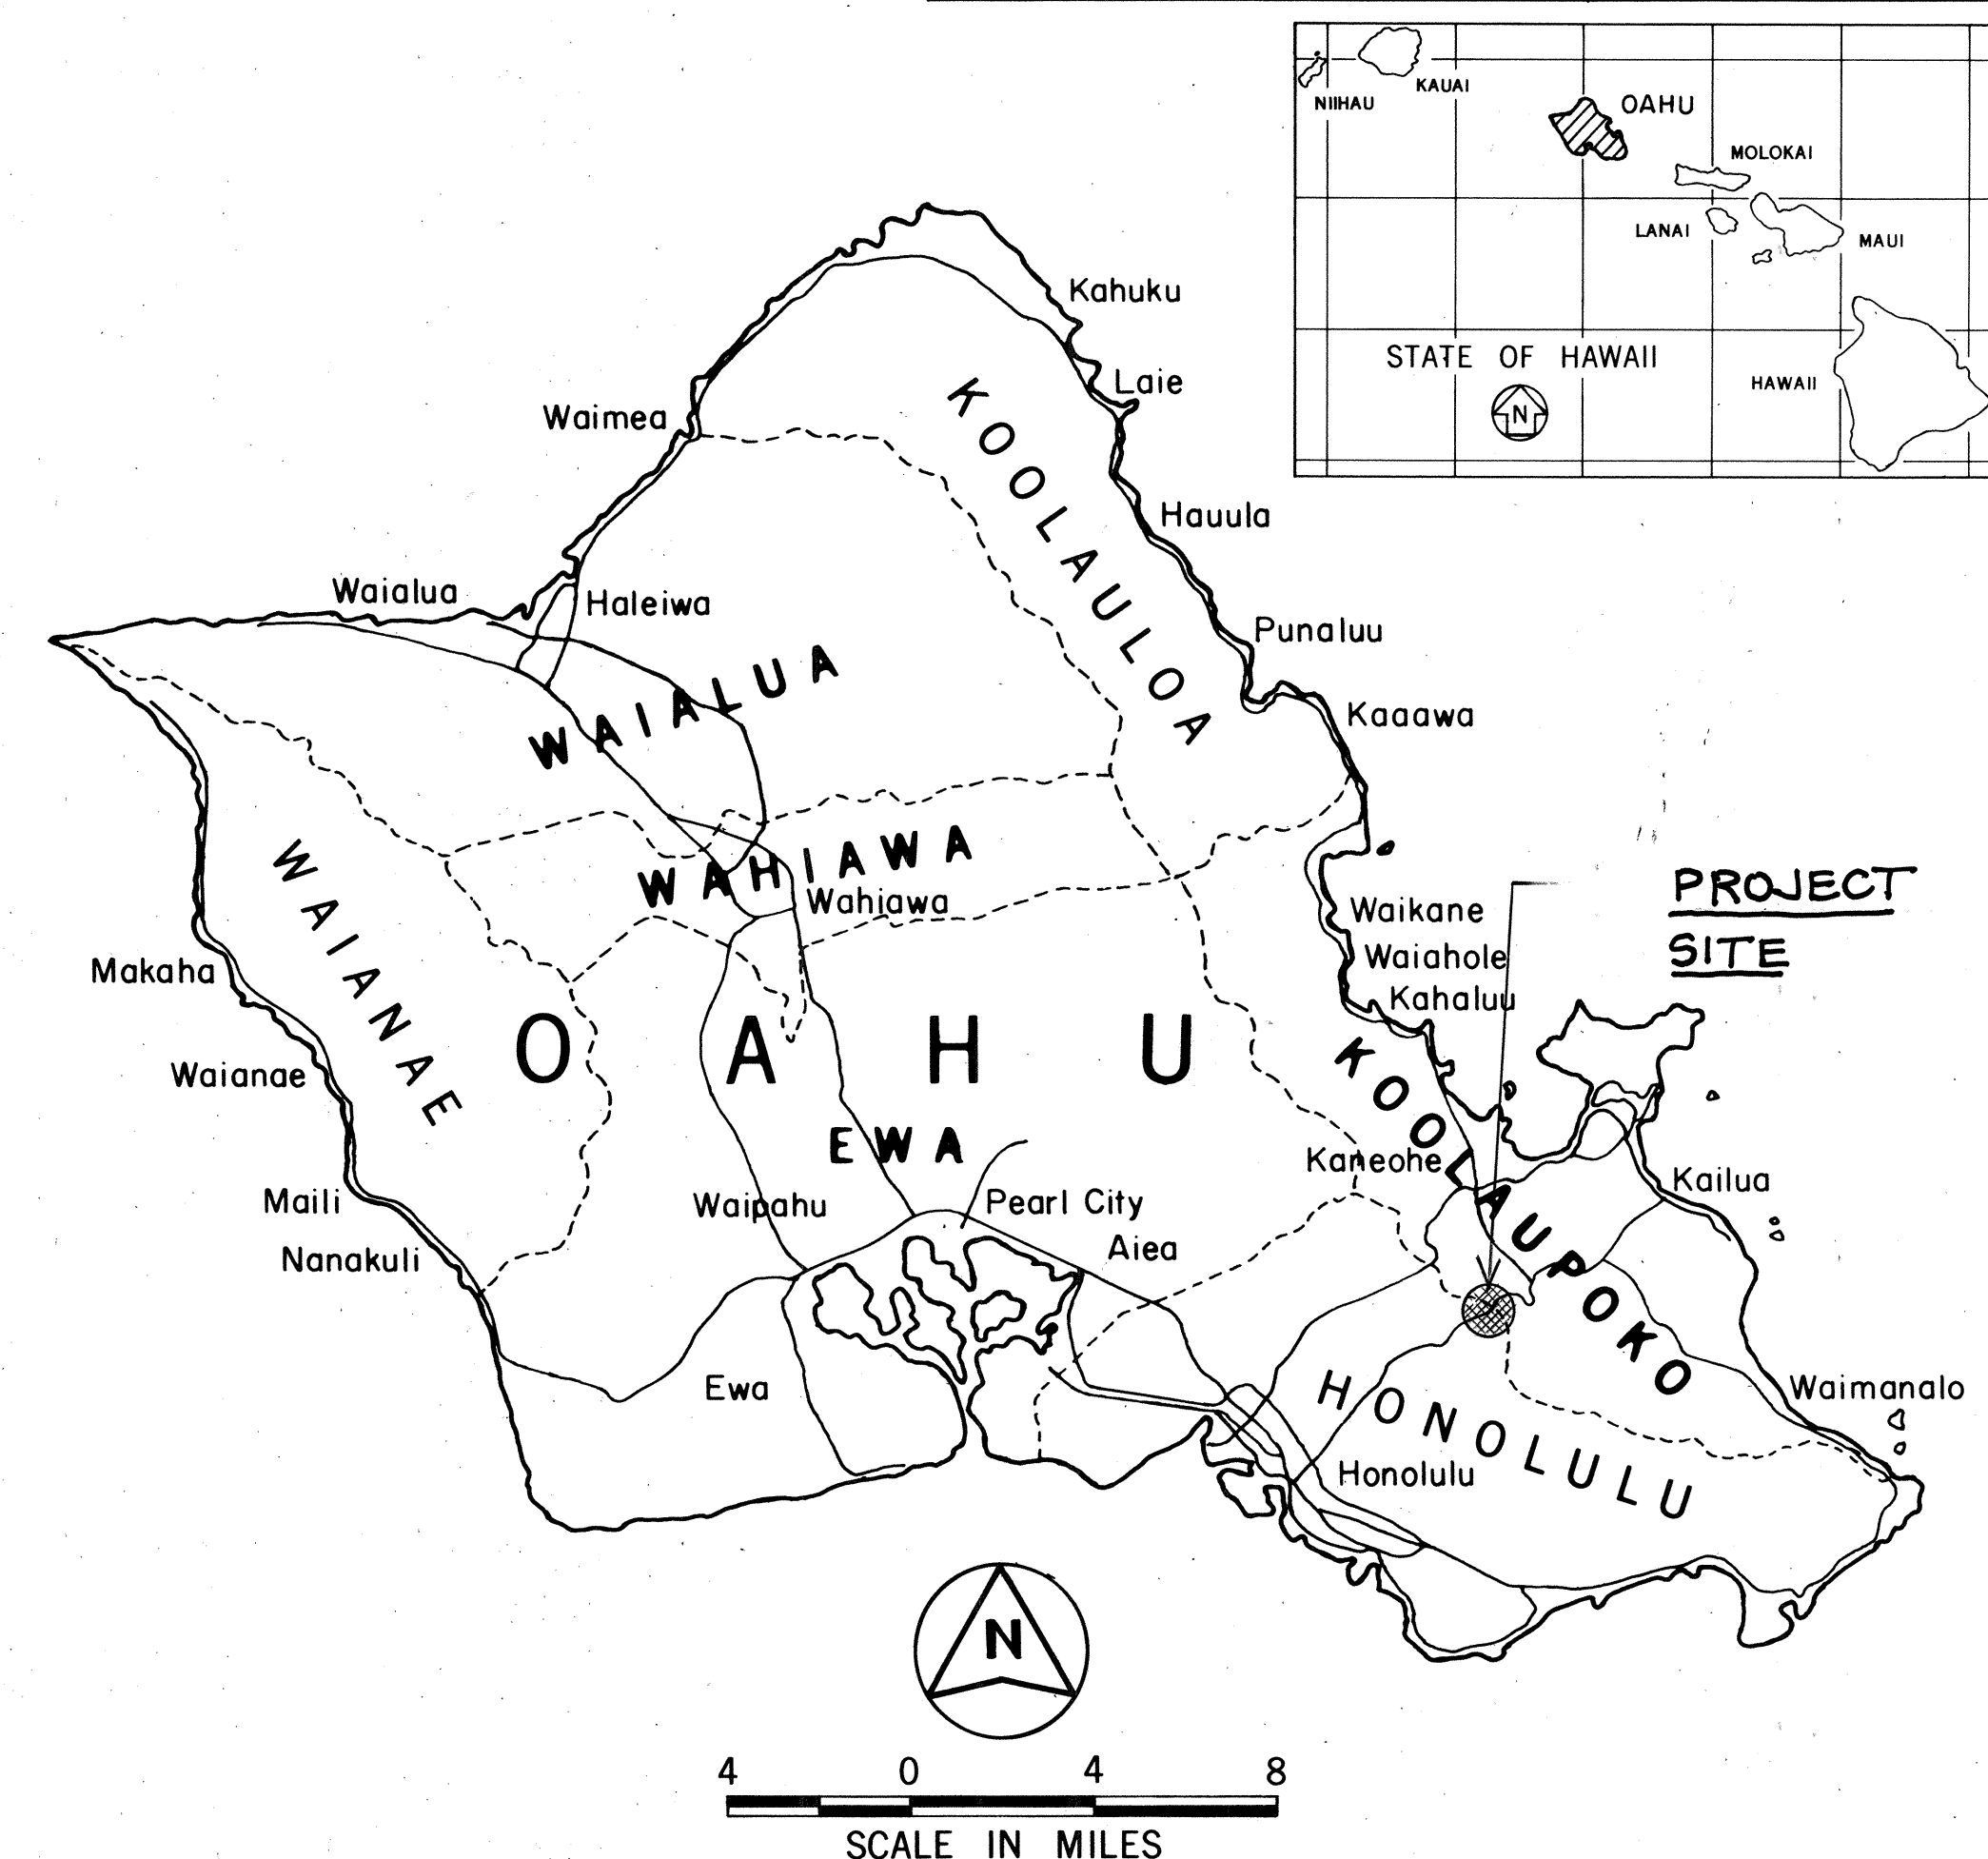 NIIHAU
KAUAI
OAHU
MOLOKAI
LANAI
MAUI
HAWAII
STATE OF HAWAII
N
Kahuku
Laie
Waimea
KOOLAULOA
Hauula
Waialua
Haleiwa
Punaluu
WAIALUA
Kaaawa
WAHIAWA
Wahiawa
WAIANAE
PROJECT
SITE
Waikane
Waiahole
Kahaluu
Makaha
OAHU
Waianae
KOOLAUPOKO
EWA
Kaneohe
Kailua
Maili
Waipahu
Pearl City
Aiea
Nanakuli
Ewa
Waimanalo
HONOLULU
Honolulu
N
4 0 4 8
SCALE IN MILES